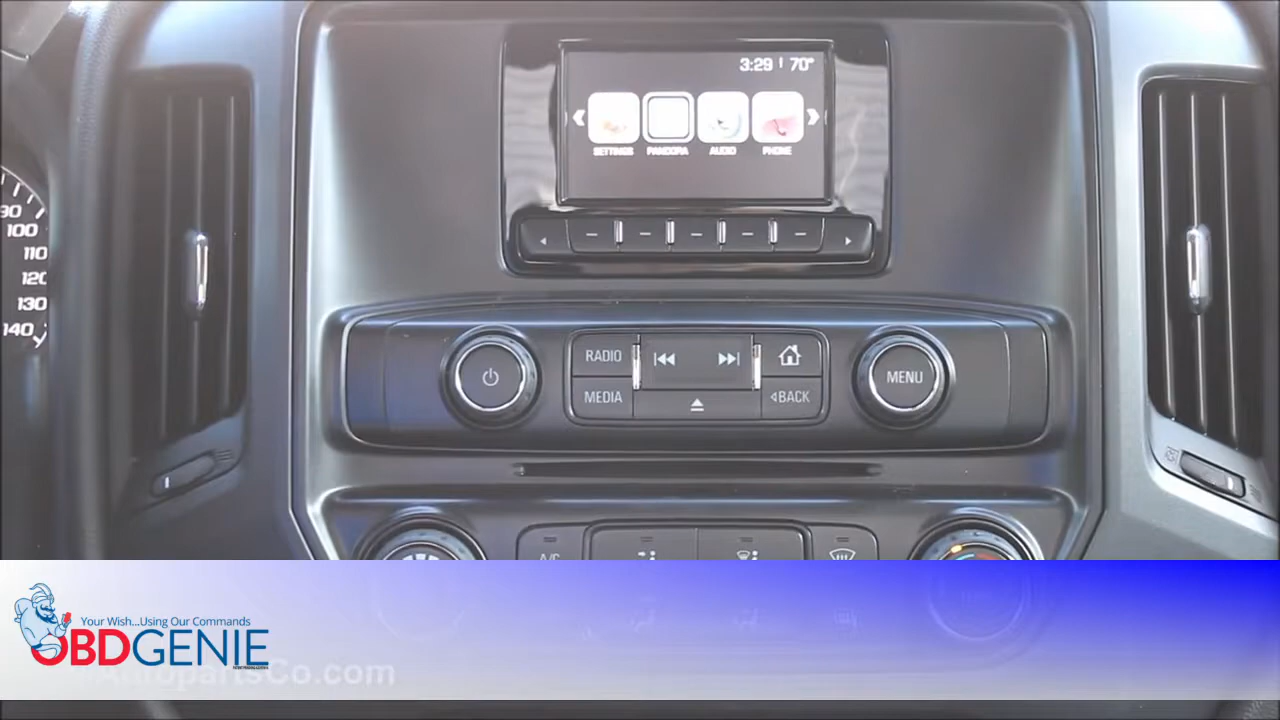 3:29 70°
SETTINGS PANDORA AUDIO PHONE
90
100
110
120
130
140
RADIO
MEDIA
BACK
MENU
A/C
Your Wish...Using Our Commands
OBDGENIE
AutopartsCo.com